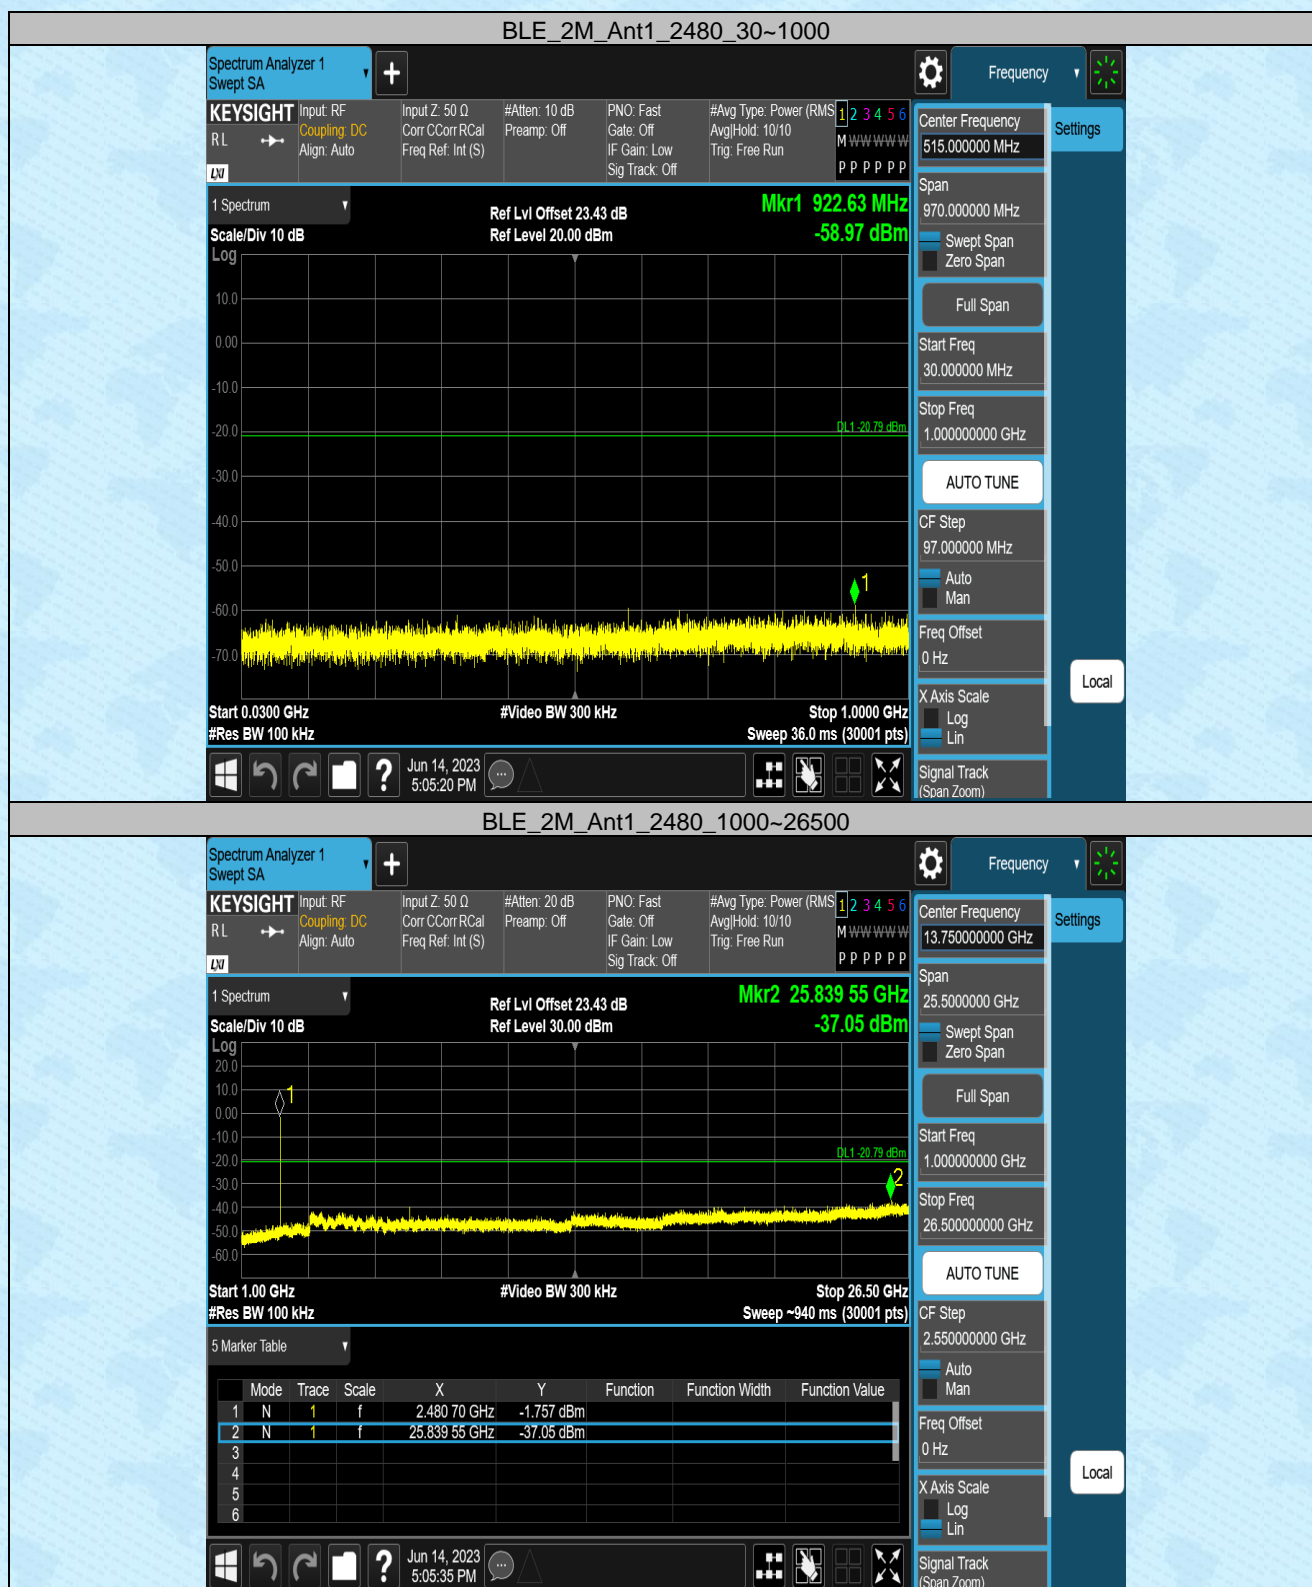 BLE_2M_Ant1_2480_30~1000
Spectrum Analyzer 1
Swept SA
Frequency
KEYSIGHT
RL
LXI
Input: RF
Coupling: DC
Align: Auto
Input Z: 50 Ω
Corr CCorr RCal
Freq Ref: Int (S)
#Atten: 10 dB
Preamp: Off
PNO: Fast
Gate: Off
IF Gain: Low
Sig Track: Off
#Avg Type: Power (RMS
Avg|Hold: 10/10
Trig: Free Run
1 2 3 4 5 6
M W W W W W
P P P P P P
1 Spectrum
Scale/Div 10 dB
Log
Ref Lvl Offset 23.43 dB
Ref Level 20.00 dBm
Mkr1 922.63 MHz
-58.97 dBm
10.0
0.00
-10.0
-20.0
-30.0
-40.0
-50.0
-60.0
-70.0
DL1 -20.79 dBm
1
Start 0.0300 GHz
#Res BW 100 kHz
#Video BW 300 kHz
Stop 1.0000 GHz
Sweep 36.0 ms (30001 pts)
?
Jun 14, 2023
5:05:20 PM
Center Frequency
515.000000 MHz
Span
970.000000 MHz
Swept Span
Zero Span
Full Span
Start Freq
30.000000 MHz
Stop Freq
1.000000000 GHz
AUTO TUNE
CF Step
97.000000 MHz
Auto
Man
Freq Offset
0 Hz
X Axis Scale
Log
Lin
Signal Track
(Span Zoom)
Settings
Local
BLE_2M_Ant1_2480_1000~26500
Spectrum Analyzer 1
Swept SA
Frequency
KEYSIGHT
RL
LXI
Input: RF
Coupling: DC
Align: Auto
Input Z: 50 Ω
Corr CCorr RCal
Freq Ref: Int (S)
#Atten: 20 dB
Preamp: Off
PNO: Fast
Gate: Off
IF Gain: Low
Sig Track: Off
#Avg Type: Power (RMS
Avg|Hold: 10/10
Trig: Free Run
1 2 3 4 5 6
M W W W W W
P P P P P P
1 Spectrum
Scale/Div 10 dB
Log
Ref Lvl Offset 23.43 dB
Ref Level 30.00 dBm
Mkr2 25.839 55 GHz
-37.05 dBm
20.0
10.0
0.00
-10.0
-20.0
-30.0
-40.0
-50.0
-60.0
1
DL1 -20.79 dBm
2
Start 1.00 GHz
#Res BW 100 kHz
#Video BW 300 kHz
Stop 26.50 GHz
Sweep ~940 ms (30001 pts)
5 Marker Table
Mode Trace Scale X Y Function Function Width Function Value
1 N 1 f 2.480 70 GHz -1.757 dBm
2 N 1 f 25.839 55 GHz -37.05 dBm
3
4
5
6
?
Jun 14, 2023
5:05:35 PM
Center Frequency
13.750000000 GHz
Span
25.5000000 GHz
Swept Span
Zero Span
Full Span
Start Freq
1.000000000 GHz
Stop Freq
26.500000000 GHz
AUTO TUNE
CF Step
2.550000000 GHz
Auto
Man
Freq Offset
0 Hz
X Axis Scale
Log
Lin
Signal Track
(Span Zoom)
Settings
Local